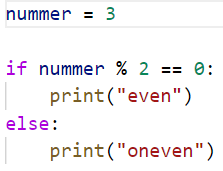 nummer = 3

if nummer % 2 == 0:
    print("even")
else:
    print("oneven")